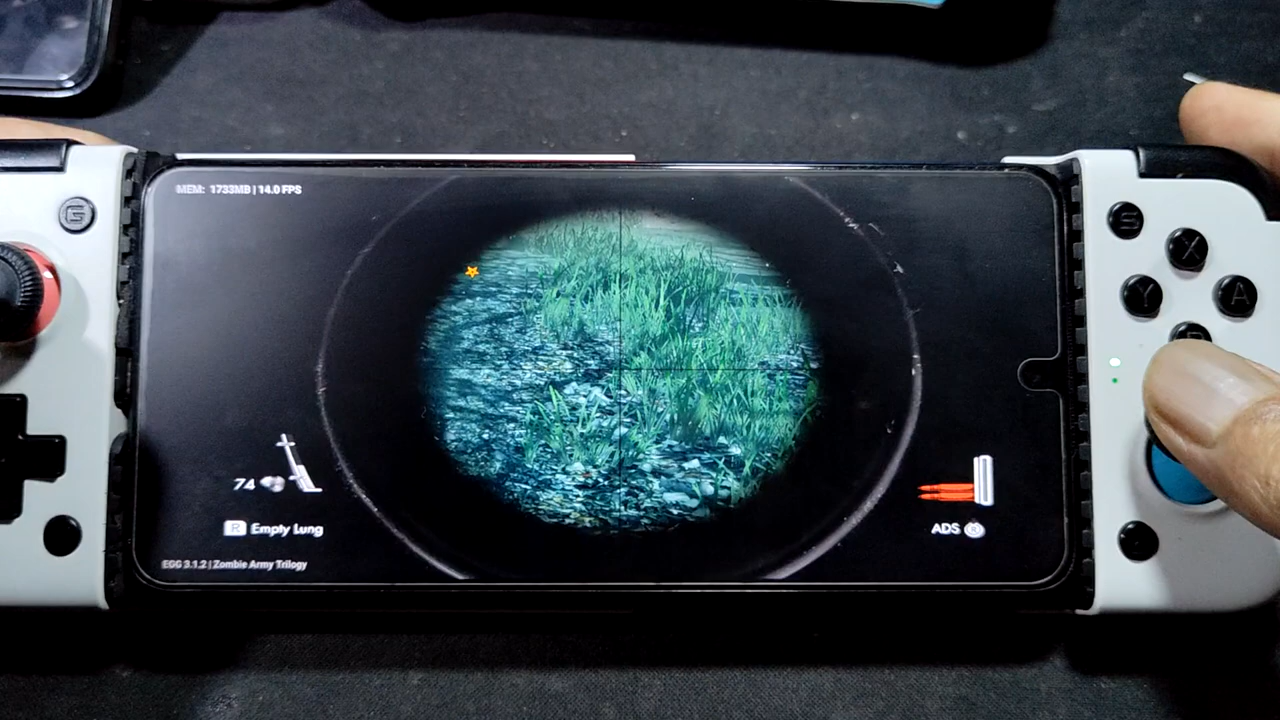 MEM: 1733MB | 14.0 FPS
G
S
X
Y
A
74
R Empty Lung
ADS R
EGG 3.1.2 | Zombie Army Trilogy